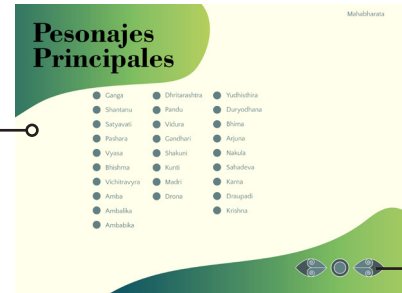 Mahabharata
Pesonajes
Principales
Ganga
Shantanu
Satyavati
Pashara
Vyasa
Bhishma
Vichitravyra
Amba
Ambalika
Ambabika
Dhritarashtra
Pandu
Vidura
Gandhari
Shakuni
Kunti
Madri
Drona
Yudhisthira
Duryodhana
Bhima
Arjuna
Nakula
Sahadeva
Karna
Draupadi
Krishna